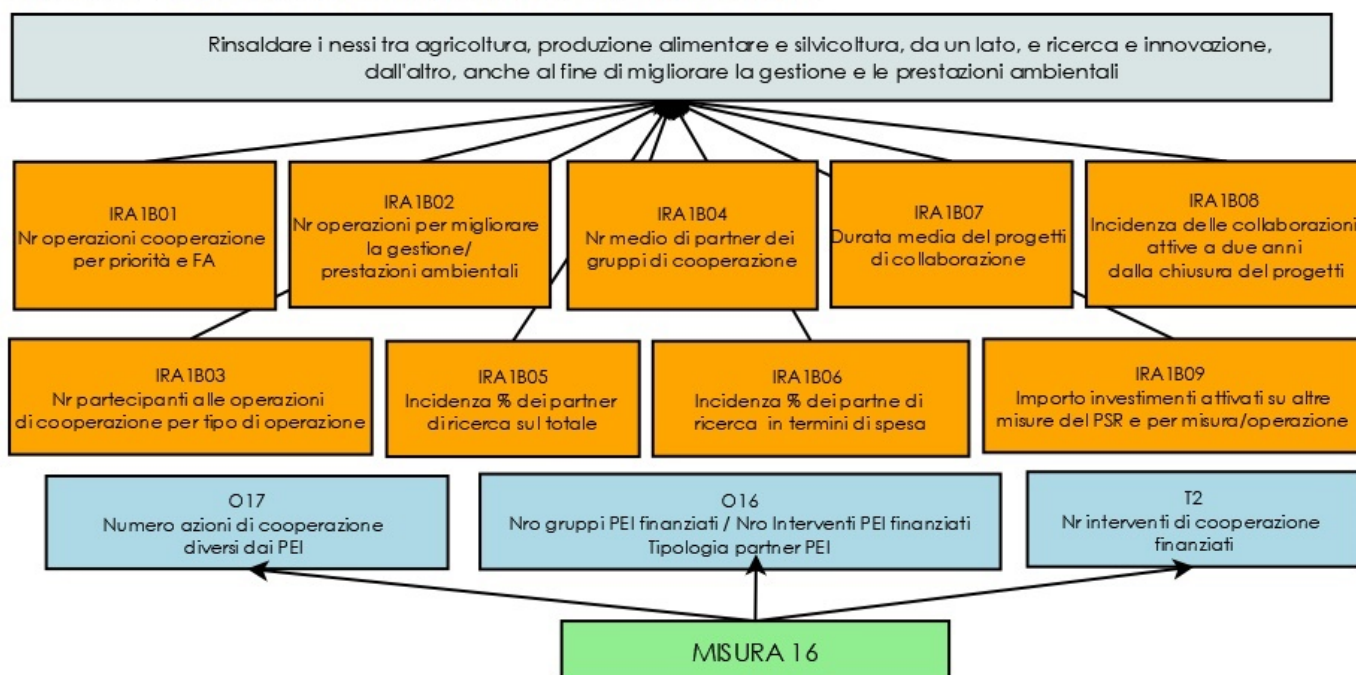 Rinsaldare i nessi tra agricoltura, produzione alimentare e silvicoltura, da un lato, e ricerca e innovazione,
dall'altro, anche al fine di migliorare la gestione e le prestazioni ambientali
IRA1B01
Nr operazioni cooperazione
per priorità e FA
IRA1B02
Nr operazioni per migliorare
la gestione/
prestazioni ambientali
IRA1B04
Nr medio di partner dei
gruppi di cooperazione
IRA1B07
Durata media del progetti
di collaborazione
IRA1B08
Incidenza delle collaborazioni
attive a due anni
dalla chiusura del progetti
IRA1B03
Nr partecipanti alle operazioni
di cooperazione per tipo di operazione
IRA1B05
Incidenza % dei partner
di ricerca sul totale
IRA1B06
Incidenza % dei partne di
ricerca in termini di spesa
IRA1B09
Importo investimenti attivati su altre
misure del PSR e per misura/operazione
O17
Numero azioni di cooperazione
diversi dai PEI
O16
Nro gruppi PEI finanziati / Nro Interventi PEI finanziati
Tipologia partner PEI
T2
Nr interventi di cooperazione
finanziati
MISURA 16